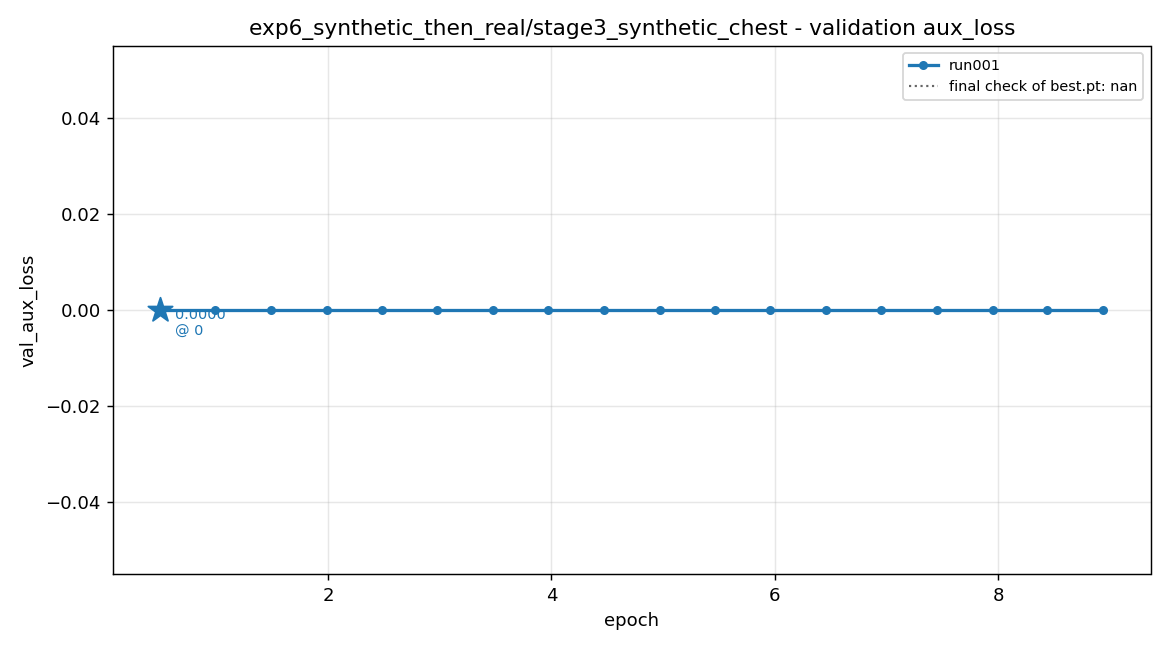 exp6_synthetic_then_real/stage3_synthetic_chest - validation aux_loss
run001
final check of best.pt: nan
0.04
0.02
0.00
−0.02
−0.04
val_aux_loss
0.0000
@ 0
2 4 6 8
epoch